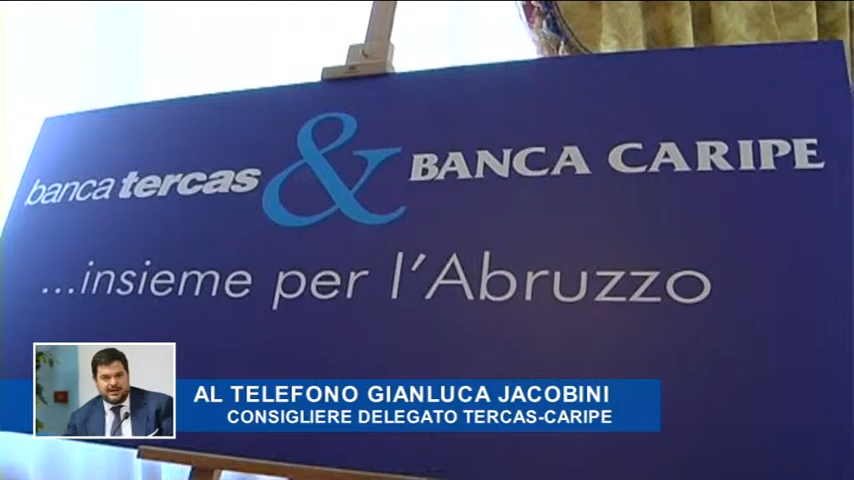 banca tercas & BANCA CARIPE
...insieme per l'Abruzzo
AL TELEFONO GIANLUCA JACOBINI
CONSIGLIERE DELEGATO TERCAS-CARIPE